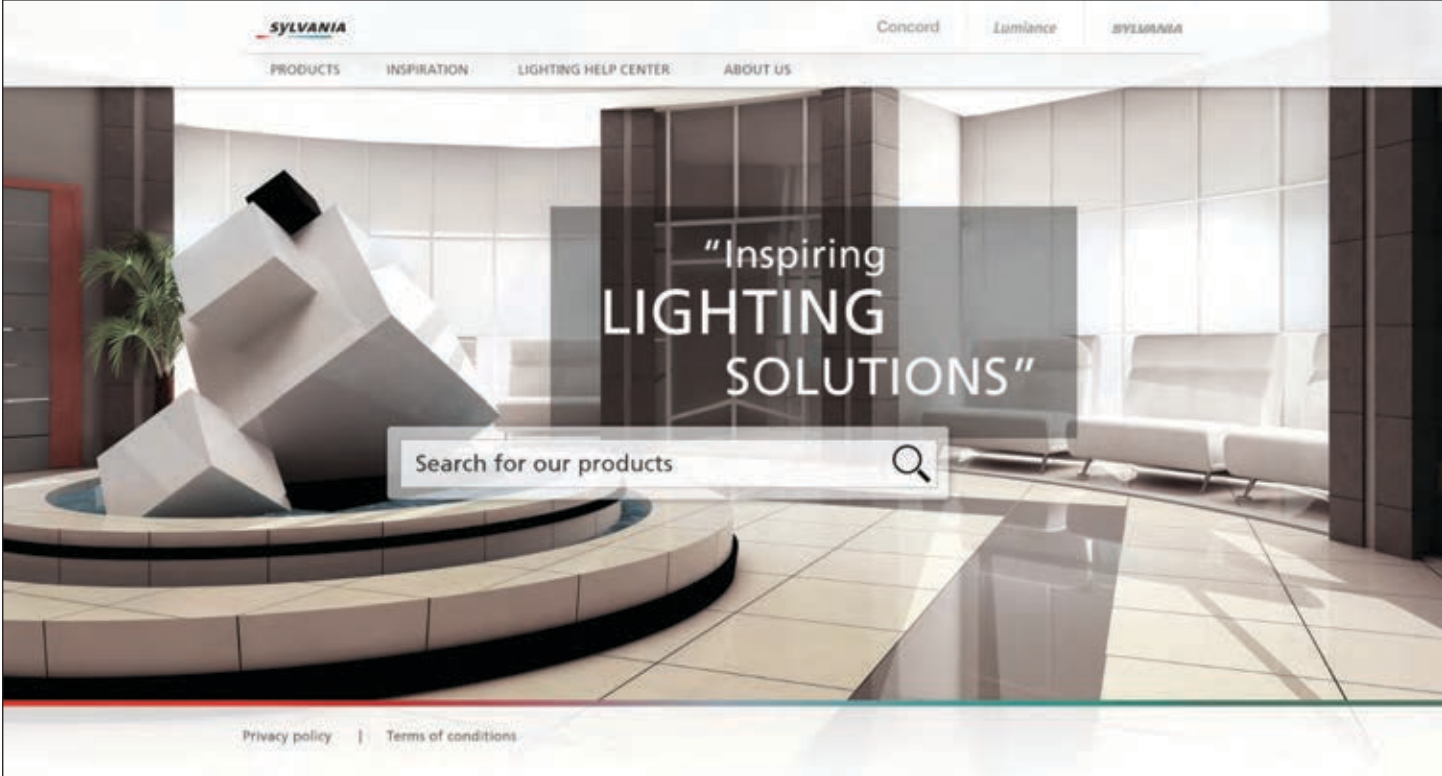 SYLVANIA
Concord Lumiance SYLVANIA
PRODUCTS INSPIRATION LIGHTING HELP CENTER ABOUT US
“Inspiring
LIGHTING
SOLUTIONS”
Search for our products
Privacy policy | Terms of conditions